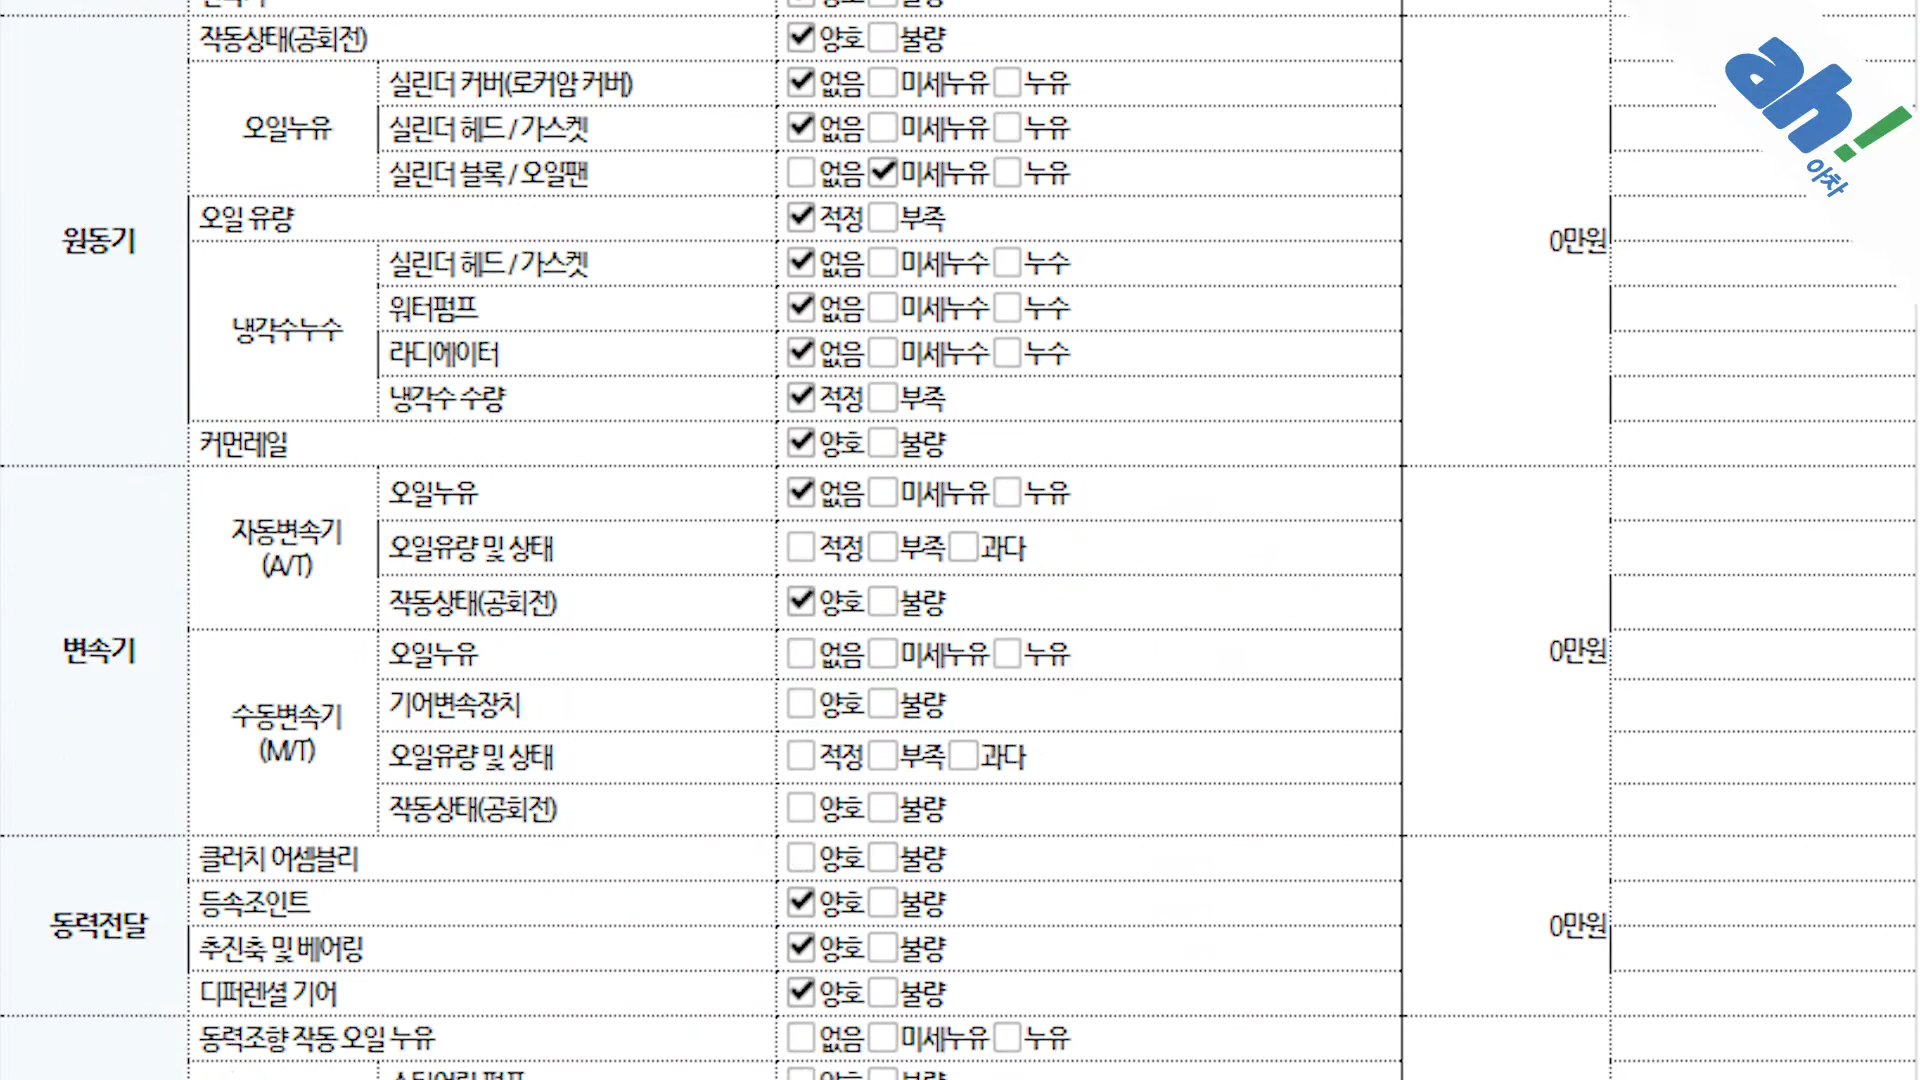 작동상태(공회전) ✔양호 ☐불량
원동기
오일누유
실린더 커버(로커암 커버) ✔없음 ☐미세누유 ☐누유
실린더 헤드 / 가스켓 ✔없음 ☐미세누유 ☐누유
실린더 블록 / 오일팬 ☐없음 ✔미세누유 ☐누유
오일 유량 ✔적정 ☐부족
0만원
냉각수누수
실린더 헤드 / 가스켓 ✔없음 ☐미세누수 ☐누수
워터펌프 ✔없음 ☐미세누수 ☐누수
라디에이터 ✔없음 ☐미세누수 ☐누수
냉각수 수량 ✔적정 ☐부족
커먼레일 ✔양호 ☐불량
변속기
자동변속기
(A/T)
오일누유 ✔없음 ☐미세누유 ☐누유
오일유량 및 상태 ☐적정 ☐부족 ☐과다
작동상태(공회전) ✔양호 ☐불량
0만원
수동변속기
(M/T)
오일누유 ☐없음 ☐미세누유 ☐누유
기어변속장치 ☐양호 ☐불량
오일유량 및 상태 ☐적정 ☐부족 ☐과다
작동상태(공회전) ☐양호 ☐불량
동력전달
클러치 어셈블리 ☐양호 ☐불량
등속조인트 ✔양호 ☐불량
추진축 및 베어링 ✔양호 ☐불량
디퍼렌셜 기어 ✔양호 ☐불량
0만원
동력조향 작동 오일 누유 ☐없음 ☐미세누유 ☐누유
ah!
아차